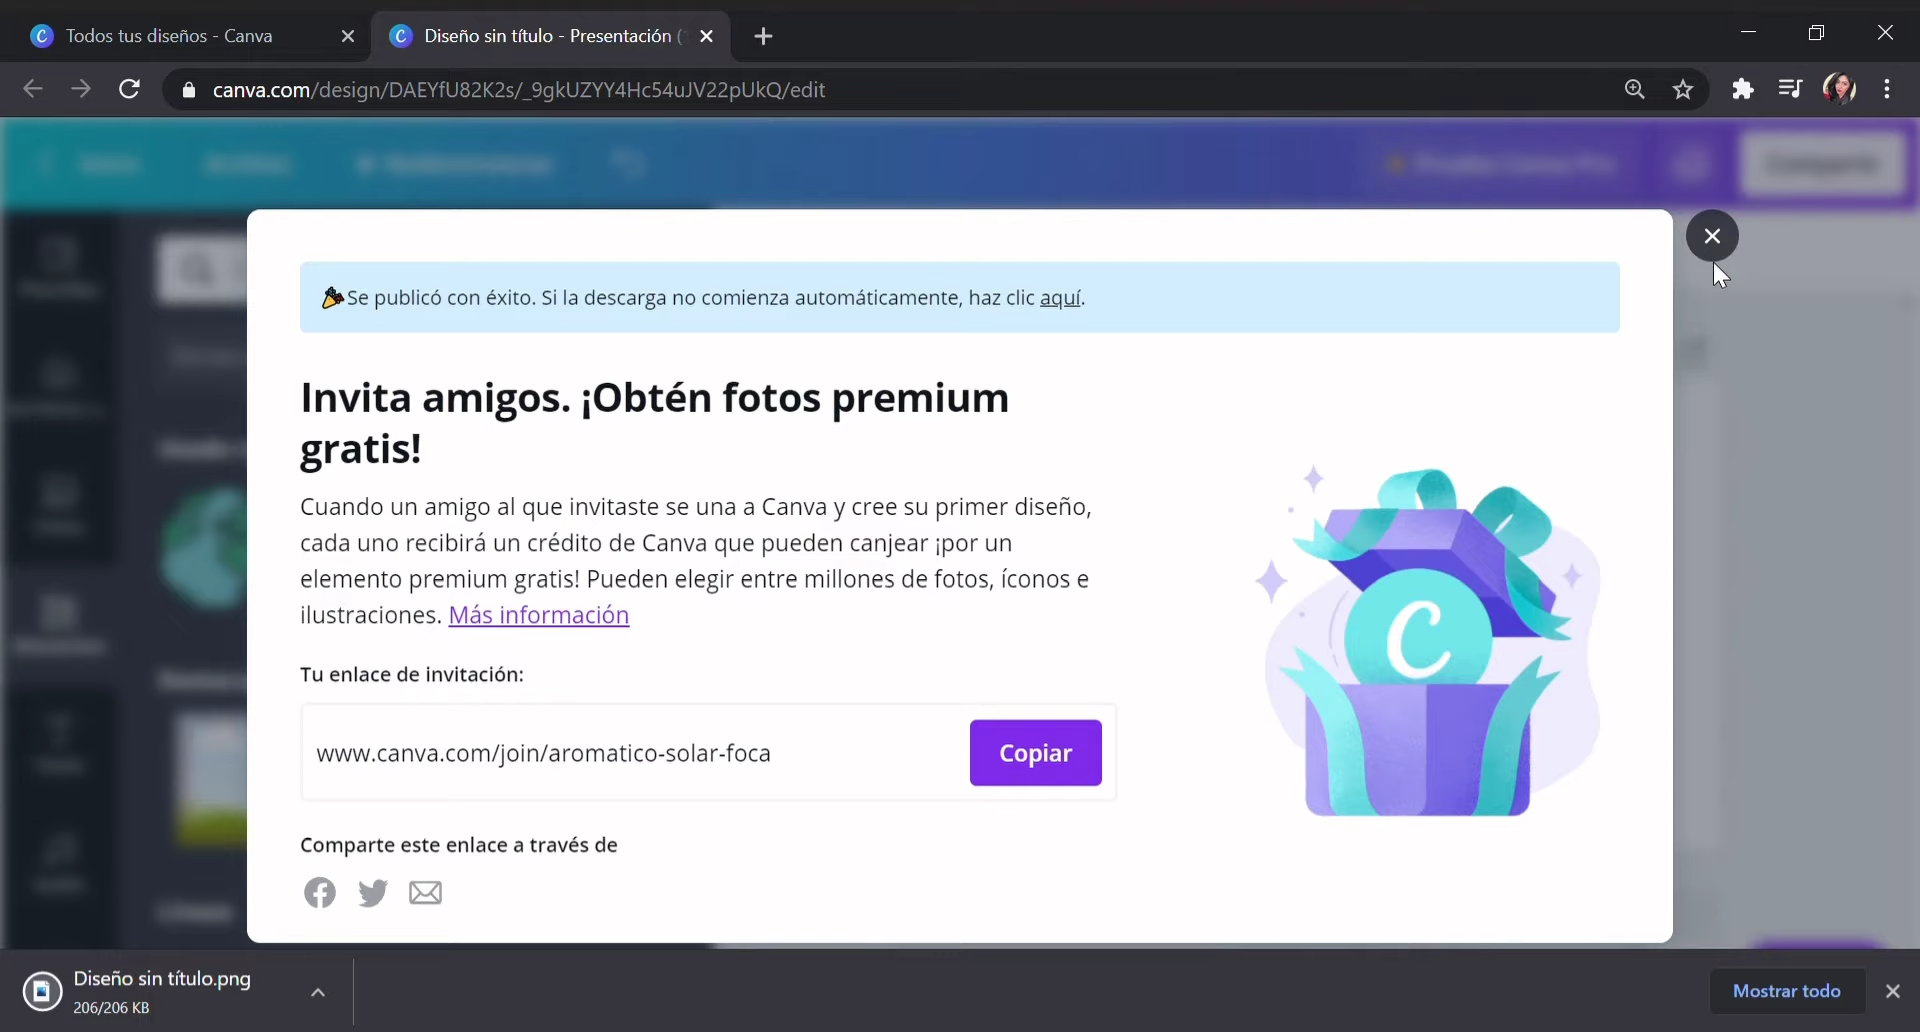 Todos tus diseños - Canva
Diseño sin título - Presentación (
canva.com/design/DAEYfU82K2s/_9gkUZYY4Hc54uJV22pUkQ/edit
Se publicó con éxito. Si la descarga no comienza automáticamente, haz clic aquí.
Invita amigos. ¡Obtén fotos premium
gratis!
Cuando un amigo al que invitaste se una a Canva y cree su primer diseño,
cada uno recibirá un crédito de Canva que pueden canjear ¡por un
elemento premium gratis! Pueden elegir entre millones de fotos, íconos e
ilustraciones. Más información
Tu enlace de invitación:
www.canva.com/join/aromatico-solar-foca
Copiar
Comparte este enlace a través de
Diseño sin título.png
206/206 KB
Mostrar todo